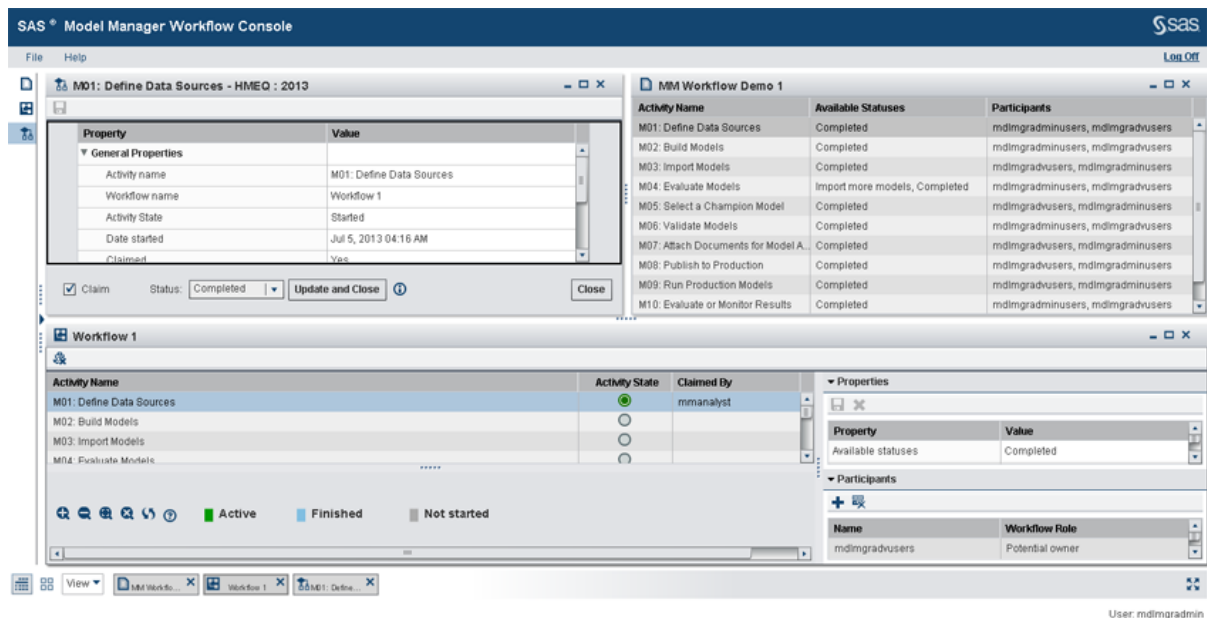 SAS ® Model Manager Workflow Console
sas
File Help Log Off
M01: Define Data Sources - HMEQ : 2013
Property Value
General Properties
Activity name M01: Define Data Sources
Workflow name Workflow 1
Activity State Started
Date started Jul 5, 2013 04:16 AM
Claimed Yes
Claim Status: Completed Update and Close Close
MM Workflow Demo 1
Activity Name Available Statuses Participants
M01: Define Data Sources Completed mdlmgradminusers, mdlmgradvusers
M02: Build Models Completed mdlmgradvusers, mdlmgradminusers
M03: Import Models Completed mdlmgradvusers, mdlmgradminusers
M04: Evaluate Models Import more models, Completed mdlmgradvusers, mdlmgradminusers
M05: Select a Champion Model Completed mdlmgradvusers, mdlmgradminusers
M06: Validate Models Completed mdlmgradvusers, mdlmgradminusers
M07: Attach Documents for Model A... Completed mdlmgradvusers, mdlmgradminusers
M08: Publish to Production Completed mdlmgradvusers, mdlmgradminusers
M09: Run Production Models Completed mdlmgradvusers, mdlmgradminusers
M10: Evaluate or Monitor Results Completed mdlmgradminusers, mdlmgradvusers
Workflow 1
Activity Name Activity State Claimed By
M01: Define Data Sources mmanalyst
M02: Build Models
M03: Import Models
M04: Evaluate Models
Active Finished Not started
Properties
Property Value
Available statuses Completed
Participants
Name Workflow Role
mdlmgradvusers Potential owner
View MM Workflo... Workflow 1 M01: Define...
User: mdlmgradmin